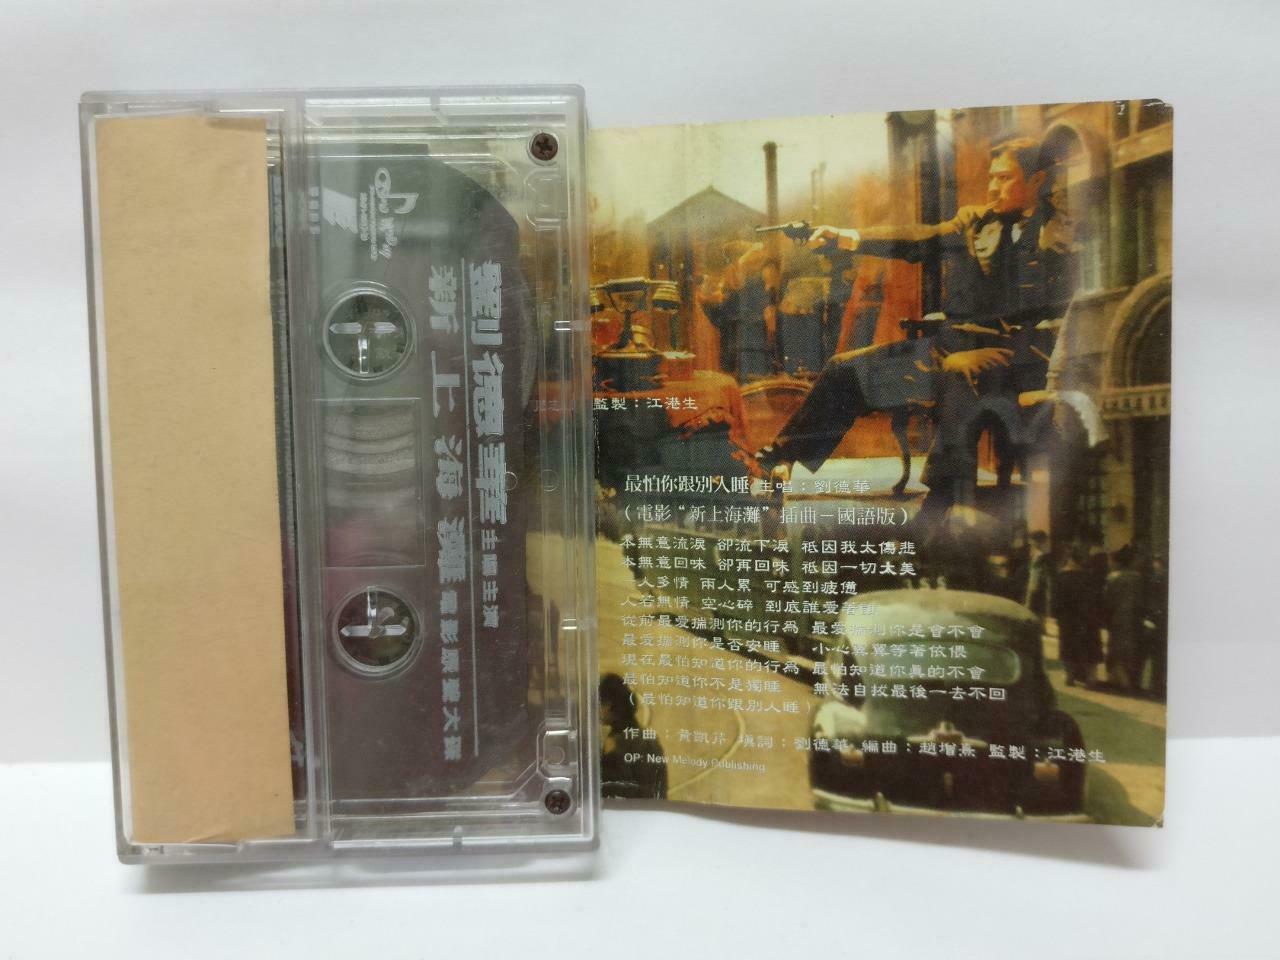 劉德華 主唱主演
新上海灘 電影原聲大碟
監製：江港生
最怕你跟別人睡 主唱：劉德華
（電影“新上海灘”插曲－國語版）
本無意流淚 卻流下淚 祗因我太傷悲
本無意回味 卻再回味 祗因一切太美
一人多情 兩人累 可感到疲憊
人若無情 空心碎 到底誰愛著誰
從前最愛揣測你的行為 最愛揣測你是會不會
最愛揣測你是否安睡 小心翼翼等著依偎
現在最怕知道你的行為 最怕知道你真的不會
最怕知道你不是獨睡 無法自拔最後一去不回
（最怕知道你跟別人睡）
作曲：黃凱芹 填詞：劉德華 編曲：趙增熹 監製：江港生
OP: New Melody Publishing